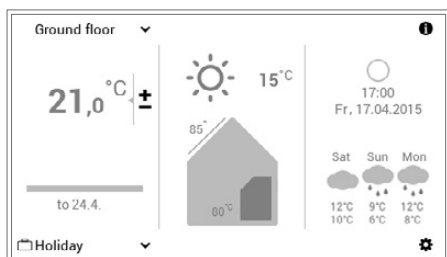 Ground floor
21,0 °C ±
to 24.4.
Holiday
15°C
85°
80°C
17:00
Fr, 17.04.2015
Sat Sun Mon
12°C 9°C 12°C
10°C 6°C 8°C